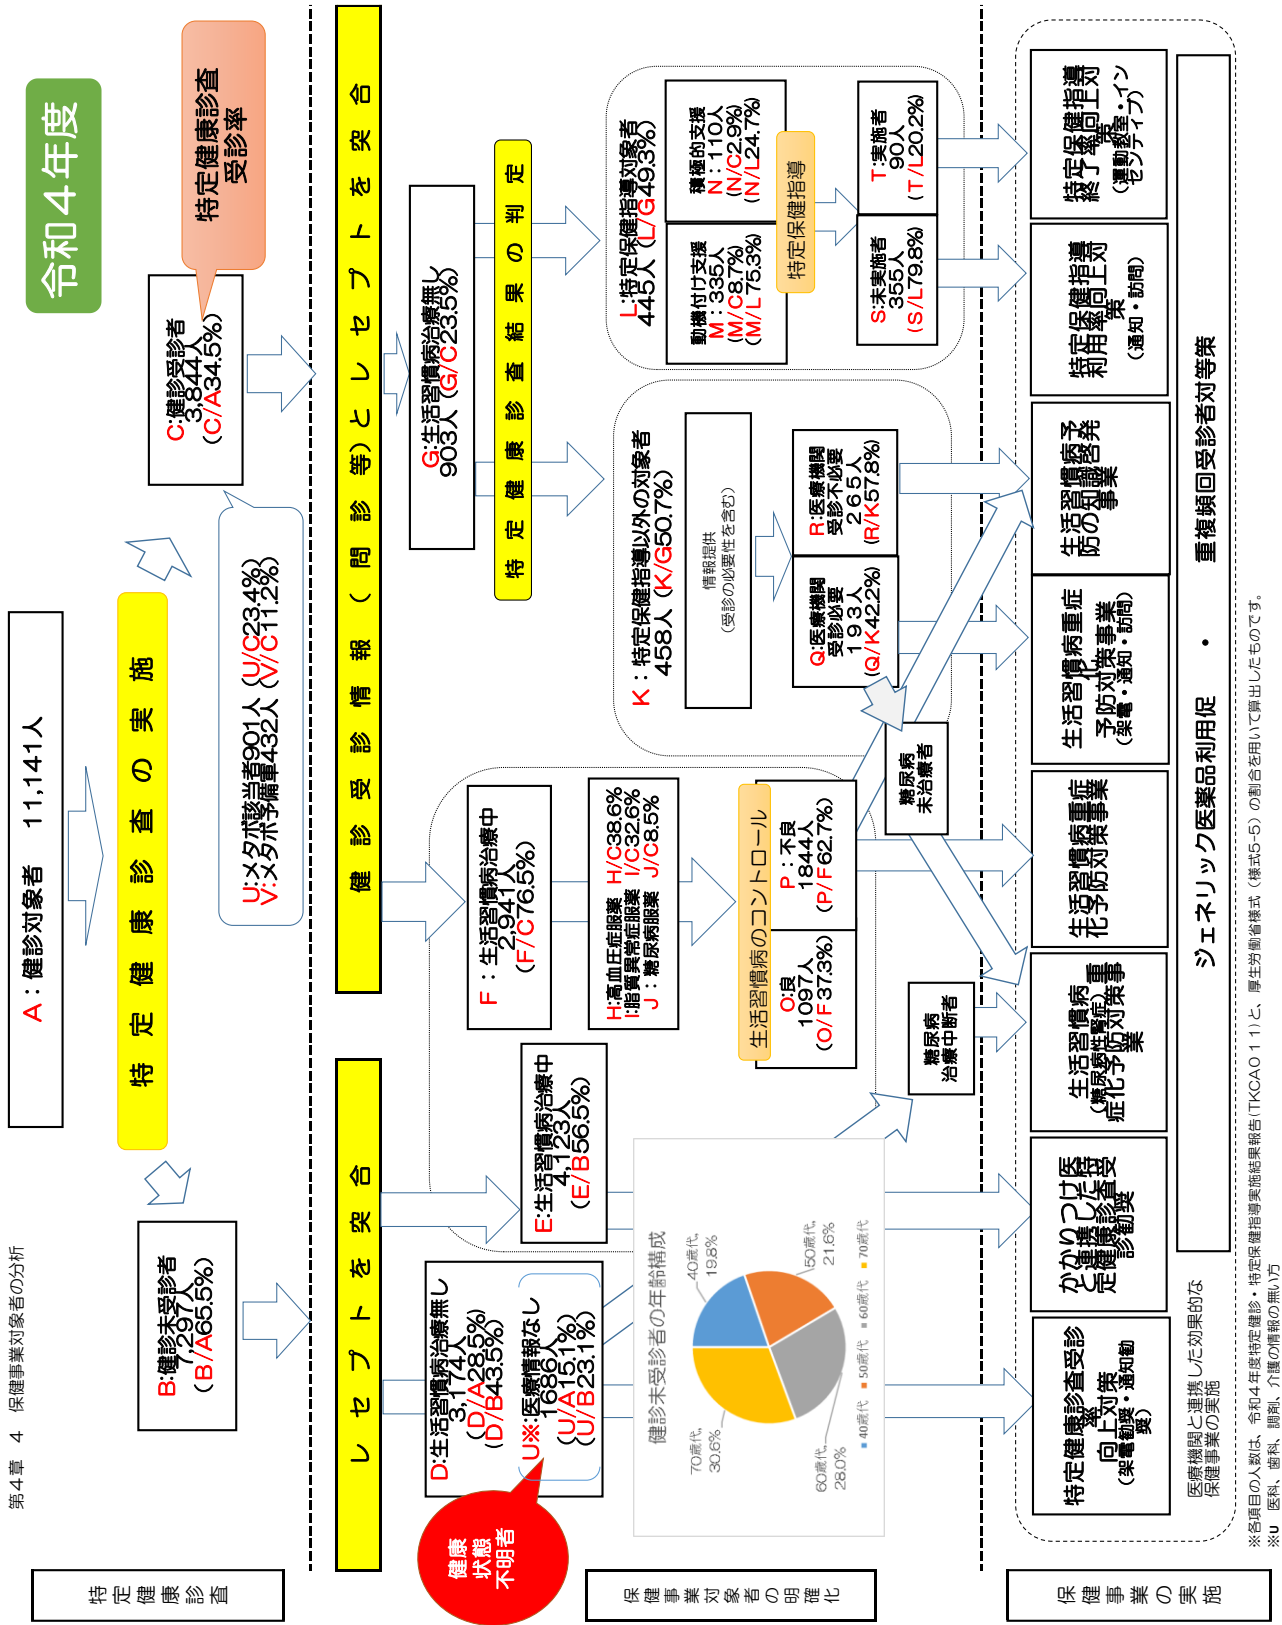 第4章　4　保健事業対象者の分析
令和４年度
特定健康診査
A：健診対象者　11,141人
特定健康診査の実施
B:健診未受診者
7,297人
（B/A65.5%）
C:健診受診者
3,844人
（C/A34.5%）
特定健康診査
受診率
U:メタボ該当者901人（U/C23.4%）
V:メタボ予備軍432人（V/C11.2%）
保健事業対象者の明確化
レセプトを突合
健診受診情報（問診等)とレセプトを突合
D:生活習慣病治療無し
3,174人
（D/A28.5%）
（D/B43.5%）
U※:医療情報なし
1686人
（U/A15.1%）
（U/B23.1%）
健康
状態
不明者
E:生活習慣病治療中
4,123人
（E/B56.5%）
F：生活習慣病治療中
2,941人
（F/C76.5%）
H:高血圧症服薬　H/C38.6%
I:脂質異常症服薬　I/C32.6%
J：糖尿病服薬　J/C8.5%
生活習慣病のコントロール
O:良
1097人
（O/F37.3%）
P：不良
1844人
（P/F62.7%）
G:生活習慣病治療無し
903人（G/C23.5%）
特定健康診査結果の判定
K：特定保健指導以外の対象者
458人（K/G50.7%）
情報提供
（受診の必要性を含む）
Q:医療機関
受診必要
１９３人
（Q/K42.2%）
R:医療機関
受診不必要
２６５人
（R/K57.8%）
L:特定保健指導対象者
445人（L/G49.3%）
動機付け支援
M：335人
（M/C8.7%）
（M/L75.3%）
積極的支援
N：110人
（N/C2.9%）
（N/L24.7%）
特定保健指導
S:未実施者
355人
（S/L79.8%）
T:実施者
90人
（T/L20.2%）
健診未受診者の年齢構成
40歳代,
19.8%
50歳代,
21.6%
60歳代,
28.0%
70歳代,
30.6%
40歳代　50歳代　60歳代　70歳代
糖尿病
治療中断者
糖尿病
未治療者
保健事業の実施
特定健康診査受診
率
向上対策
（架電勧奨・通知勧
奨）
かかりつけ医
と連携した特
定健康診査受
診勧奨
生活習慣病
（糖尿病性腎症）重
症化予防対策事
業
生活習慣病重症
化予防対策事業
生活習慣病重症
化
予防対策事業
（架電・通知・訪問）
生活習慣病予
防の知識啓発
事業
特定保健指導
利用率向上対
策
（通知・訪問）
特定保健指導
終了率向上対
策
（運動教室・イン
センティブ）
医療機関と連携した効果的な
保健事業の実施
ジェネリック医薬品利用促　・　重複頻回受診者対等策
※各項目の人数は、令和4年度特定健診・特定保健指導実施結果報告(TKCAO１１)と、厚生労働省様式（様式5-5）の割合を用いて算出したものです。
※u　医科、歯科、調剤、介護の情報の無い方